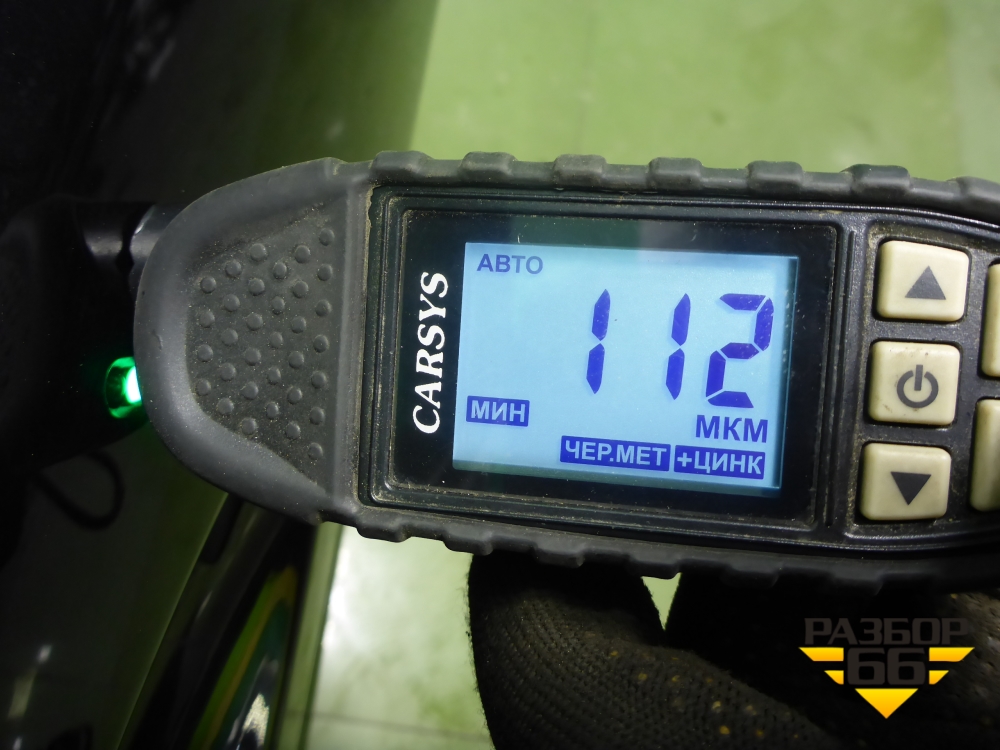 CARSYS
АВТО
112
МИН
МКМ
ЧЕР.МЕТ +ЦИНК
РАЗБОР
66